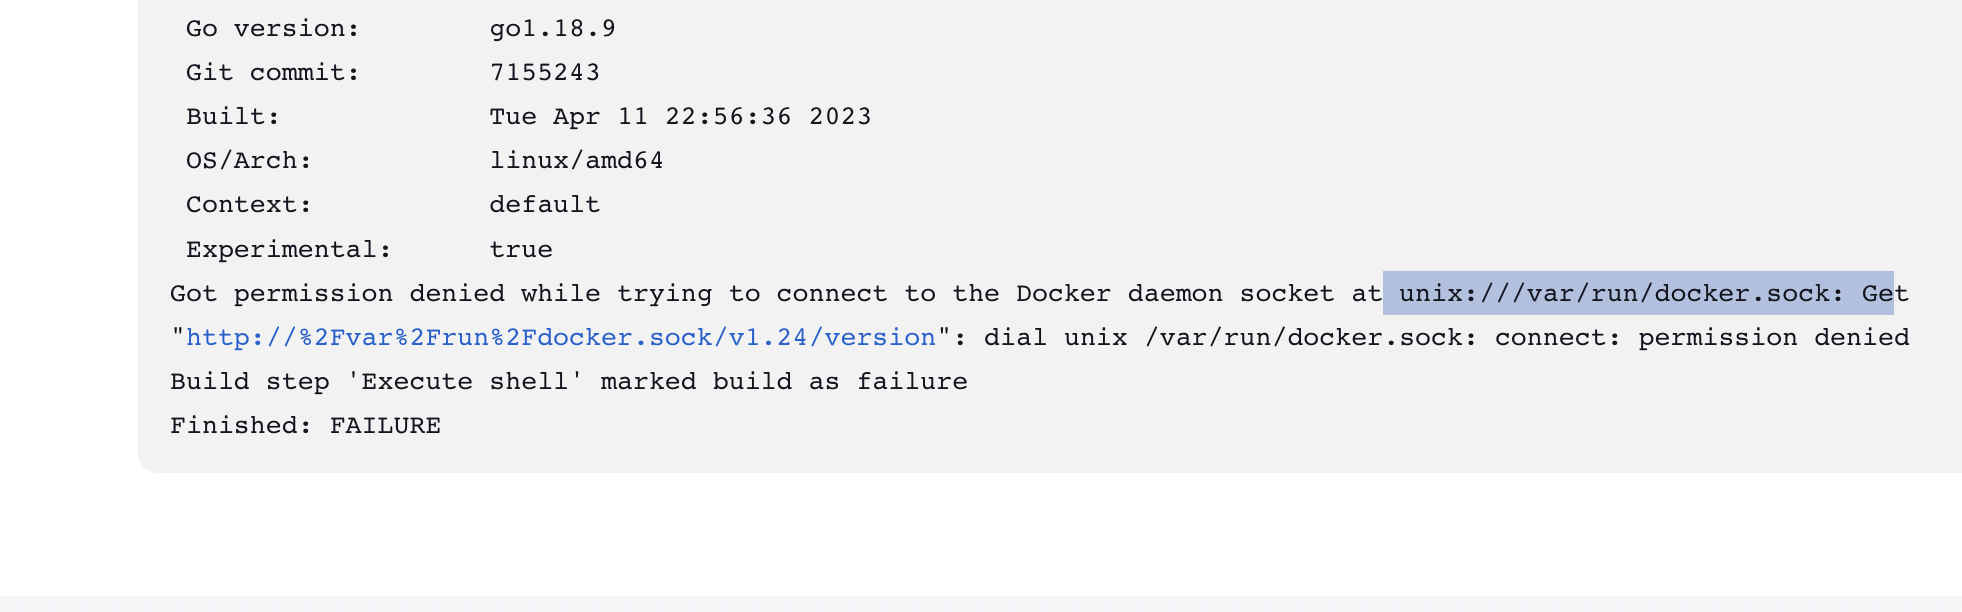 Go version:        go1.18.9
Git commit:        7155243
Built:             Tue Apr 11 22:56:36 2023
OS/Arch:           linux/amd64
Context:           default
Experimental:      true
Got permission denied while trying to connect to the Docker daemon socket at unix:///var/run/docker.sock: Get
"http://%2Fvar%2Frun%2Fdocker.sock/v1.24/version": dial unix /var/run/docker.sock: connect: permission denied
Build step 'Execute shell' marked build as failure
Finished: FAILURE